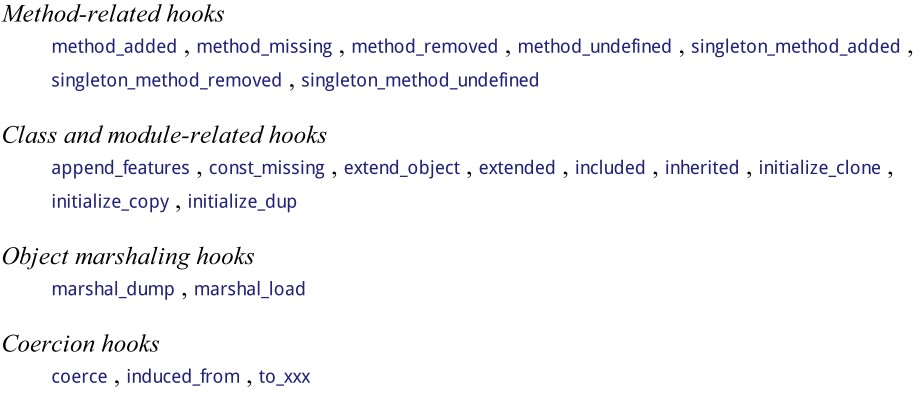 Method-related hooks
method_added , method_missing , method_removed , method_undefined , singleton_method_added ,
singleton_method_removed , singleton_method_undefined
Class and module-related hooks
append_features , const_missing , extend_object , extended , included , inherited , initialize_clone ,
initialize_copy , initialize_dup
Object marshaling hooks
marshal_dump , marshal_load
Coercion hooks
coerce , induced_from , to_xxx